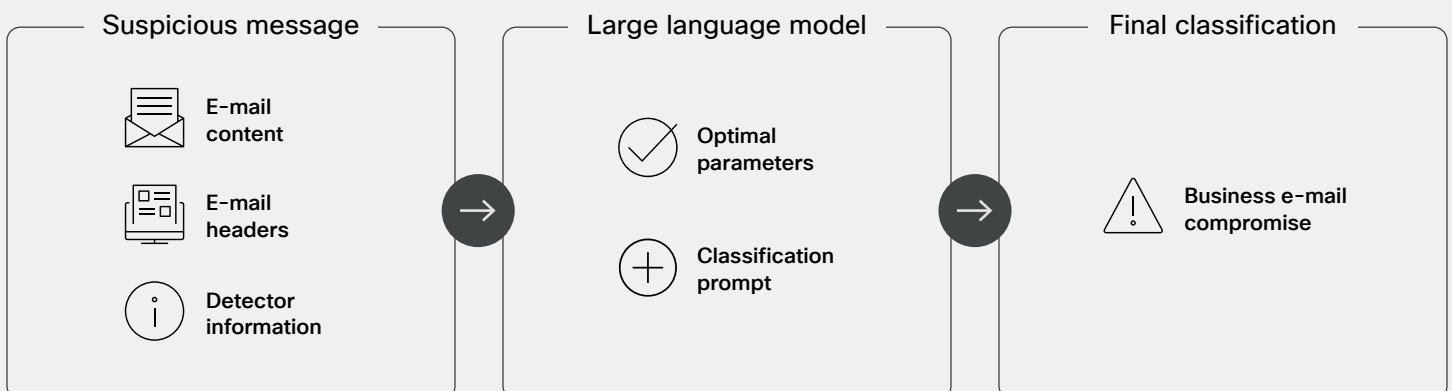 Suspicious message
E-mail
content
E-mail
headers
Detector
information
Large language model
Optimal
parameters
Classification
prompt
Final classification
Business e-mail
compromise